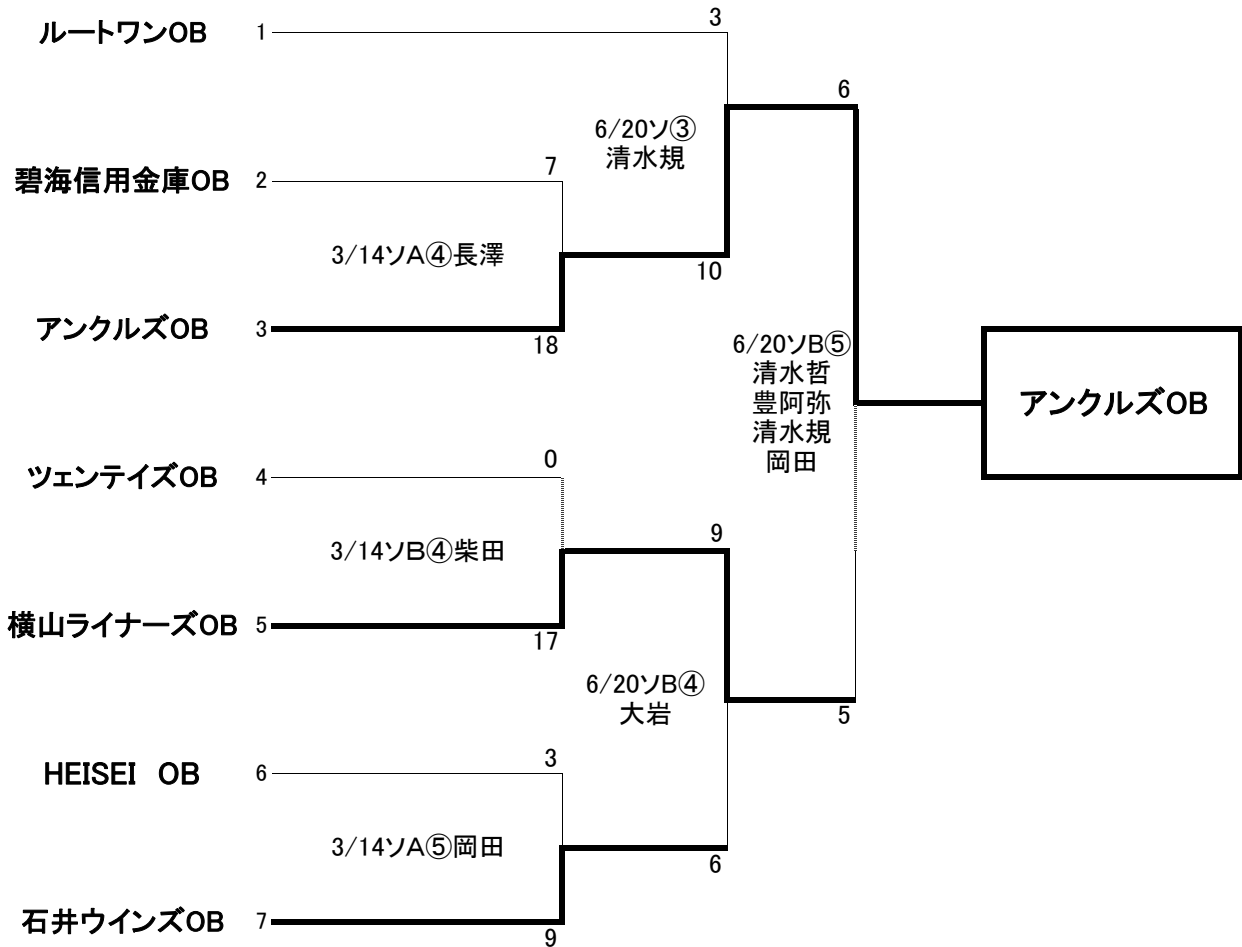 3
ルートワンOB 1
6
6/20ソ③
清水規
7
碧海信用金庫OB 2
3/14ソA④長澤
10
アンクルズOB 3
18
6/20ソB⑤
清水哲
豊阿弥
清水規
岡田
アンクルズOB
0
ツェンテイズOB 4
9
3/14ソB④柴田
横山ライナーズOB 5
17
6/20ソB④
大岩
5
3
HEISEI　OB 6
3/14ソA⑤岡田
6
石井ウインズOB 7
9